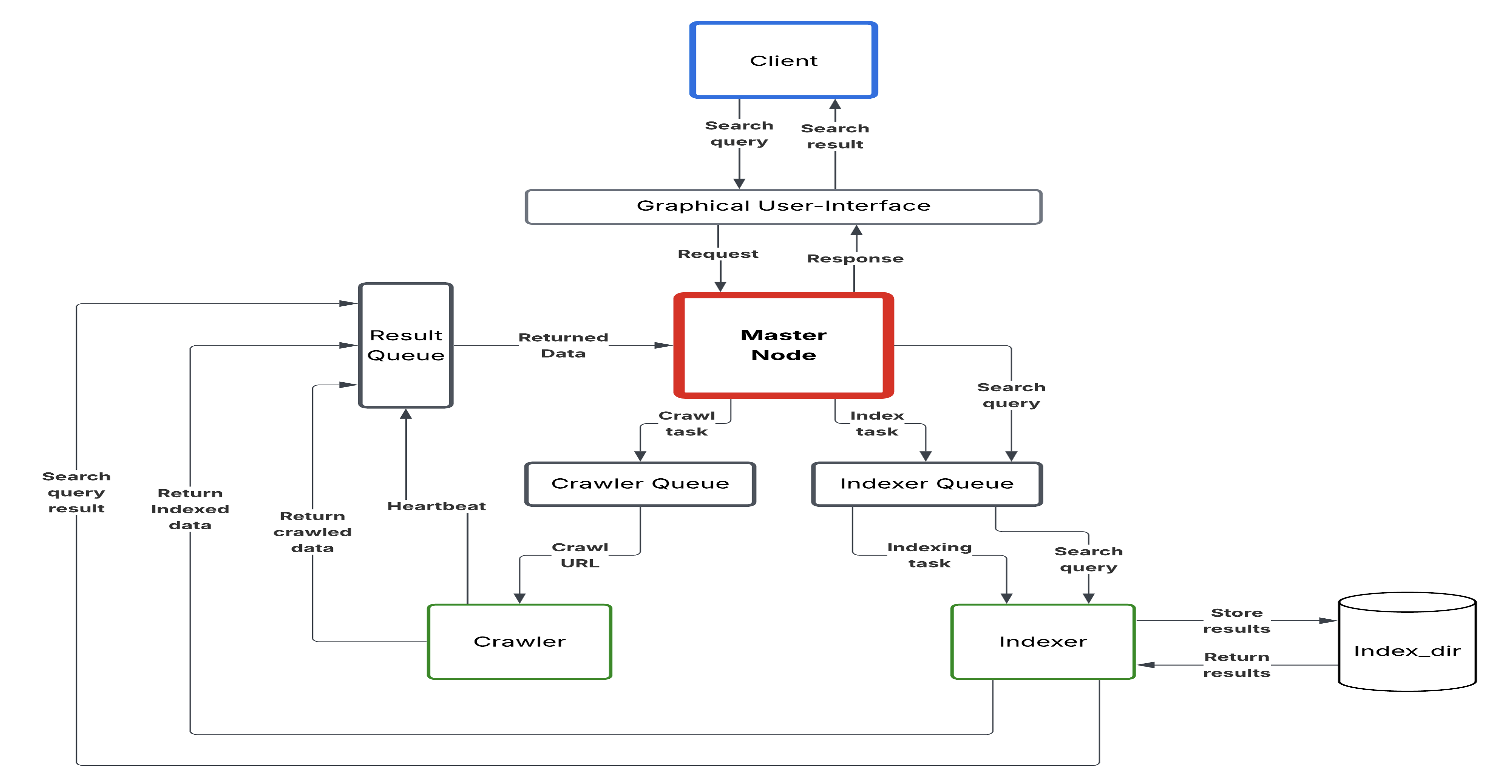 Client
Search
query
Search
result
Graphical User-Interface
Request
Response
Result
Queue
Returned
Data
Master
Node
Search
query
Crawl
task
Index
task
Crawler Queue
Indexer Queue
Search
query
result
Return
Indexed
data
Return
crawled
data
Heartbeat
Crawl
URL
Indexing
task
Search
query
Crawler
Indexer
Store
results
Return
results
Index_dir